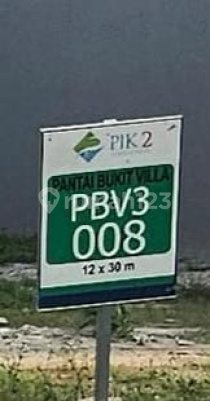 PIK 2
PANTAI BUKIT VILLA
PBV3
008
12 x 30 m